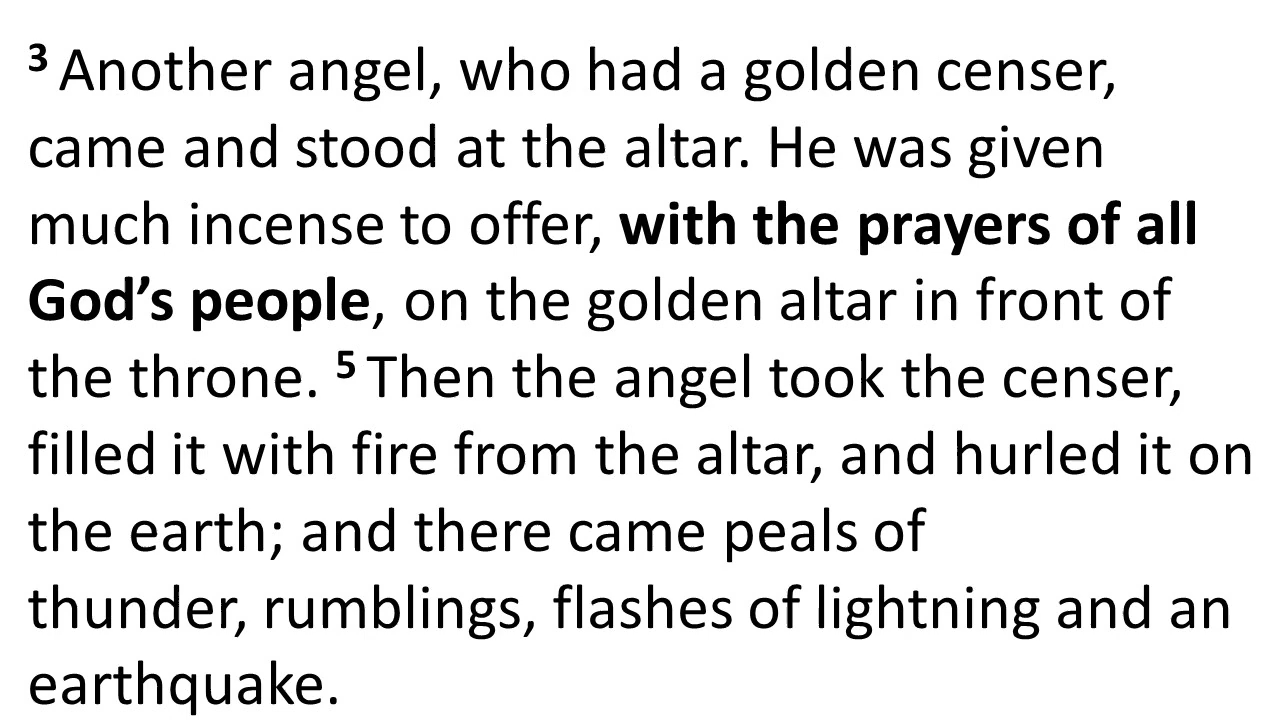 3 Another angel, who had a golden censer,
came and stood at the altar. He was given
much incense to offer, with the prayers of all
God’s people, on the golden altar in front of
the throne. 5 Then the angel took the censer,
filled it with fire from the altar, and hurled it on
the earth; and there came peals of
thunder, rumblings, flashes of lightning and an
earthquake.